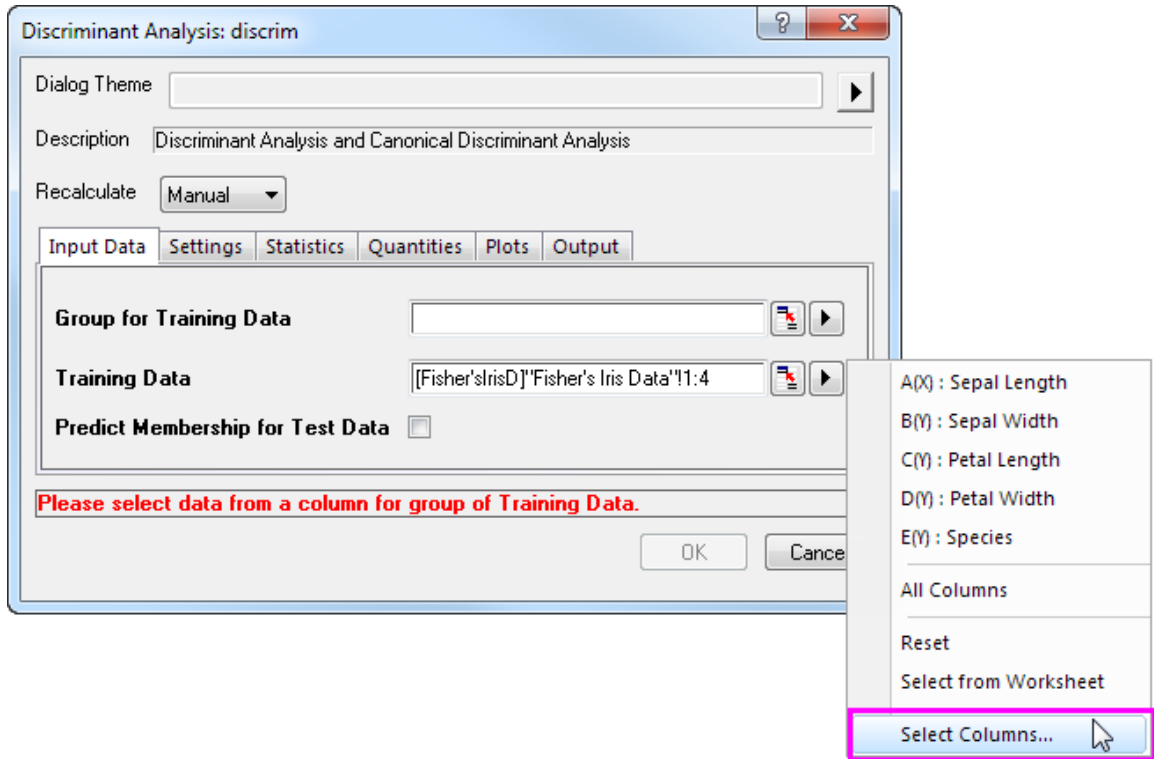 Discriminant Analysis: discrim
Dialog Theme
Description Discriminant Analysis and Canonical Discriminant Analysis
Recalculate Manual
Input Data Settings Statistics Quantities Plots Output
Group for Training Data
Training Data [Fisher'sIrisD]"Fisher's Iris Data"!1:4
Predict Membership for Test Data
Please select data from a column for group of Training Data.
OK Cance
A(X) : Sepal Length
B(Y) : Sepal Width
C(Y) : Petal Length
D(Y) : Petal Width
E(Y) : Species
All Columns
Reset
Select from Worksheet
Select Columns...